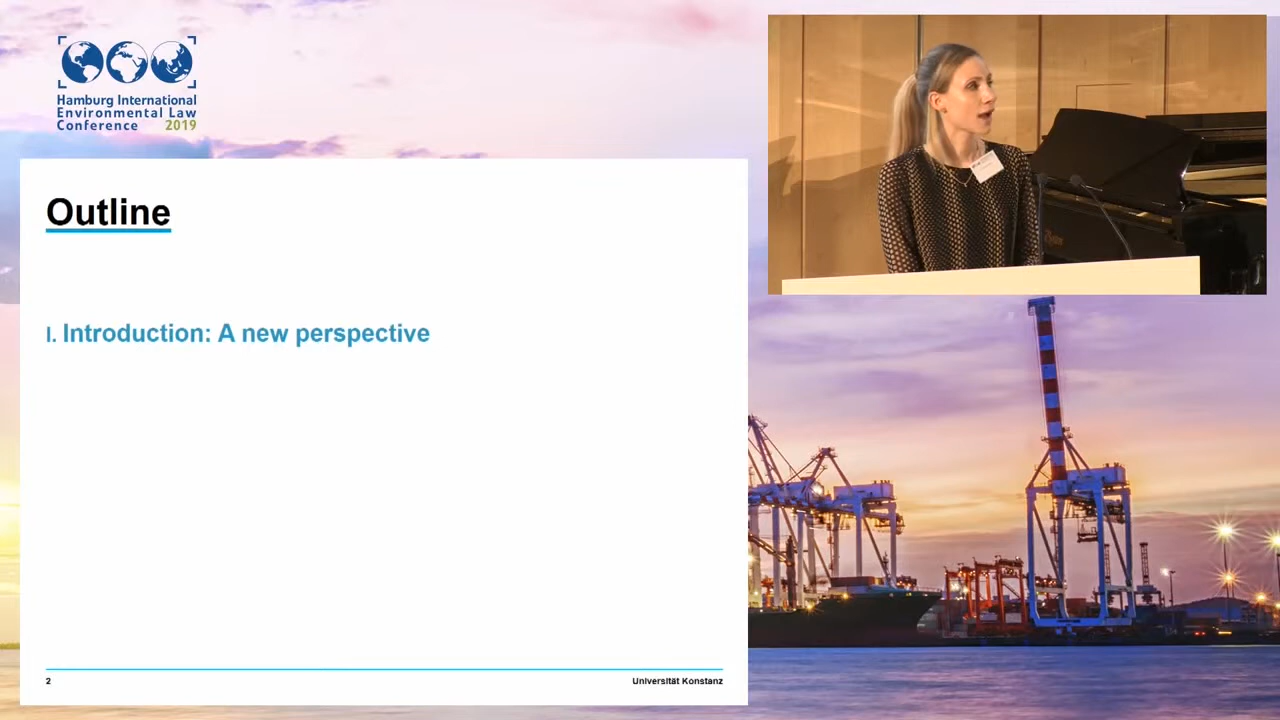 Hamburg International
Environmental Law
Conference 2019
Outline
I. Introduction: A new perspective
2
Universität Konstanz